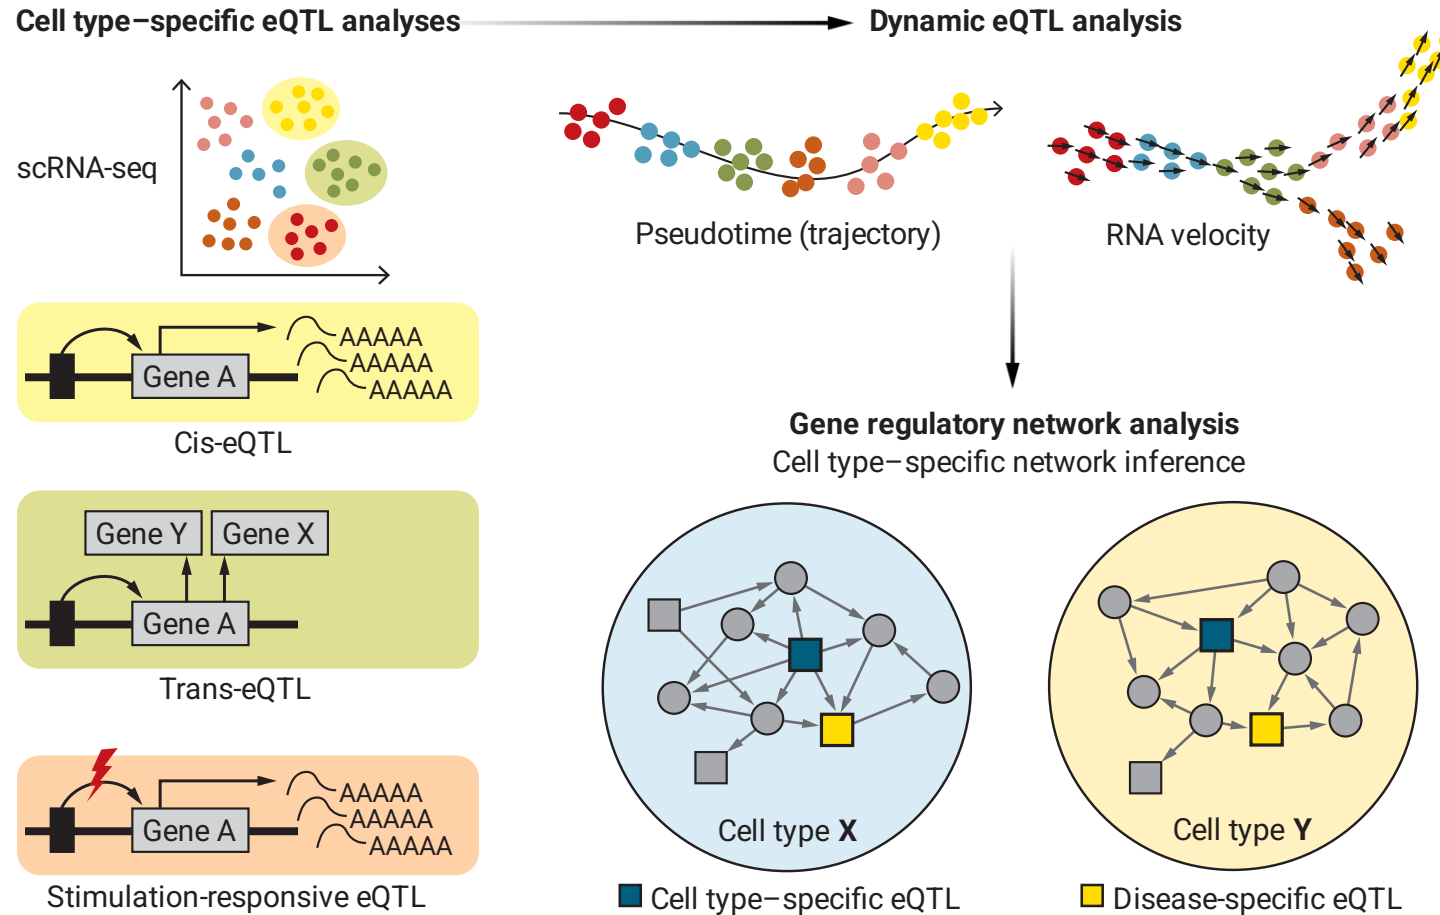 Cell type–specific eQTL analyses
Dynamic eQTL analysis
scRNA-seq
Pseudotime (trajectory)
RNA velocity
Gene A
AAAAA
AAAAA
AAAAA
Cis-eQTL
Gene Y
Gene X
Gene A
Trans-eQTL
Gene A
AAAAA
AAAAA
AAAAA
Stimulation-responsive eQTL
Gene regulatory network analysis
Cell type–specific network inference
Cell type X
Cell type Y
Cell type–specific eQTL
Disease-specific eQTL